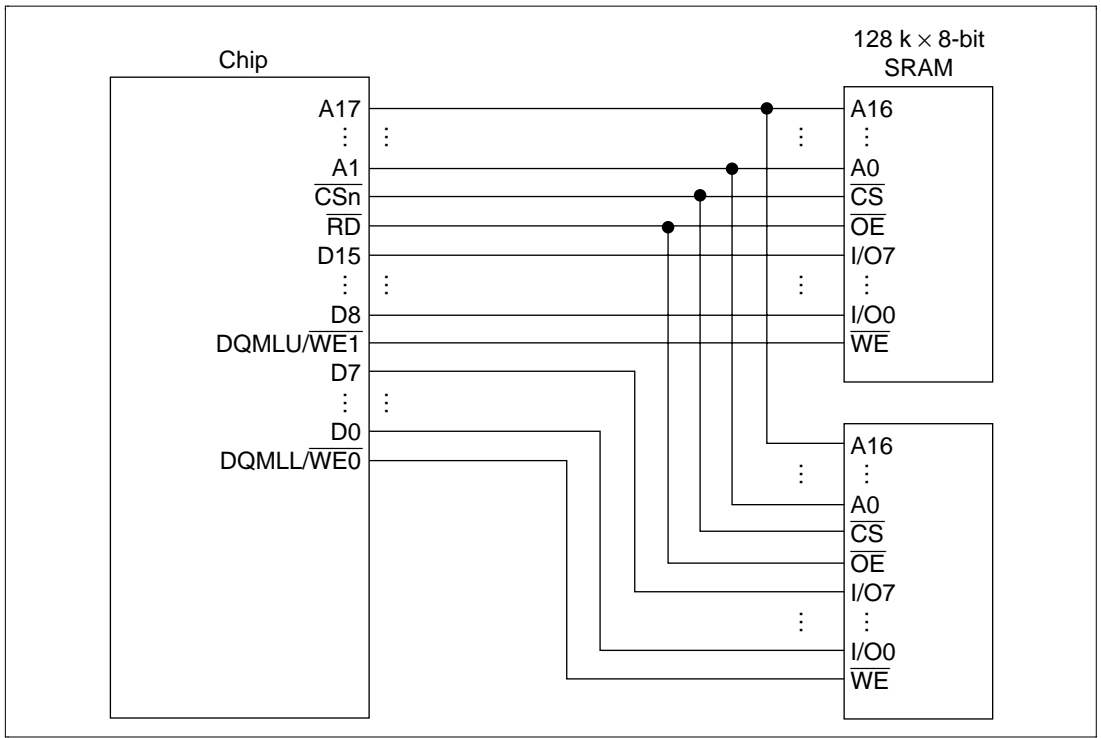 Chip
A17
A1
CSn
RD
D15
D8
DQMLU/WE1
D7
D0
DQMLL/WE0
128 k × 8-bit
SRAM
A16
A0
CS
OE
I/O7
I/O0
WE
A16
A0
CS
OE
I/O7
I/O0
WE